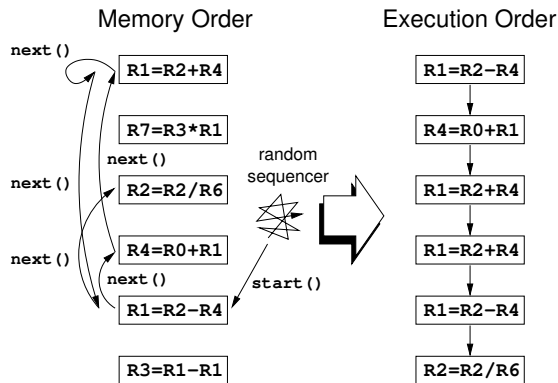 Memory Order
Execution Order
next()
R1=R2+R4
R7=R3*R1
next()
next()
R2=R2/R6
next()
R4=R0+R1
next()
R1=R2−R4
R3=R1−R1
random
sequencer
start()
R1=R2−R4
R4=R0+R1
R1=R2+R4
R1=R2+R4
R1=R2−R4
R2=R2/R6